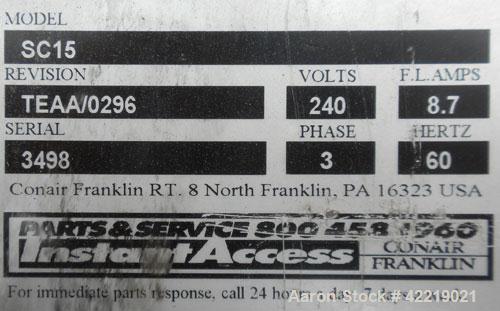 MODEL
SC15
REVISION VOLTS F.L.AMPS
TEAA/0296 240 8.7
SERIAL PHASE HERTZ
3498 3 60
Conair Franklin RT. 8 North Franklin, PA 16323 USA
PARTS & SERVICE 800 458 1960
Instant Access CONAIR
FRANKLIN
For immediate parts response, call 24 hours a day 7 days
Aaron Stock # 42219021